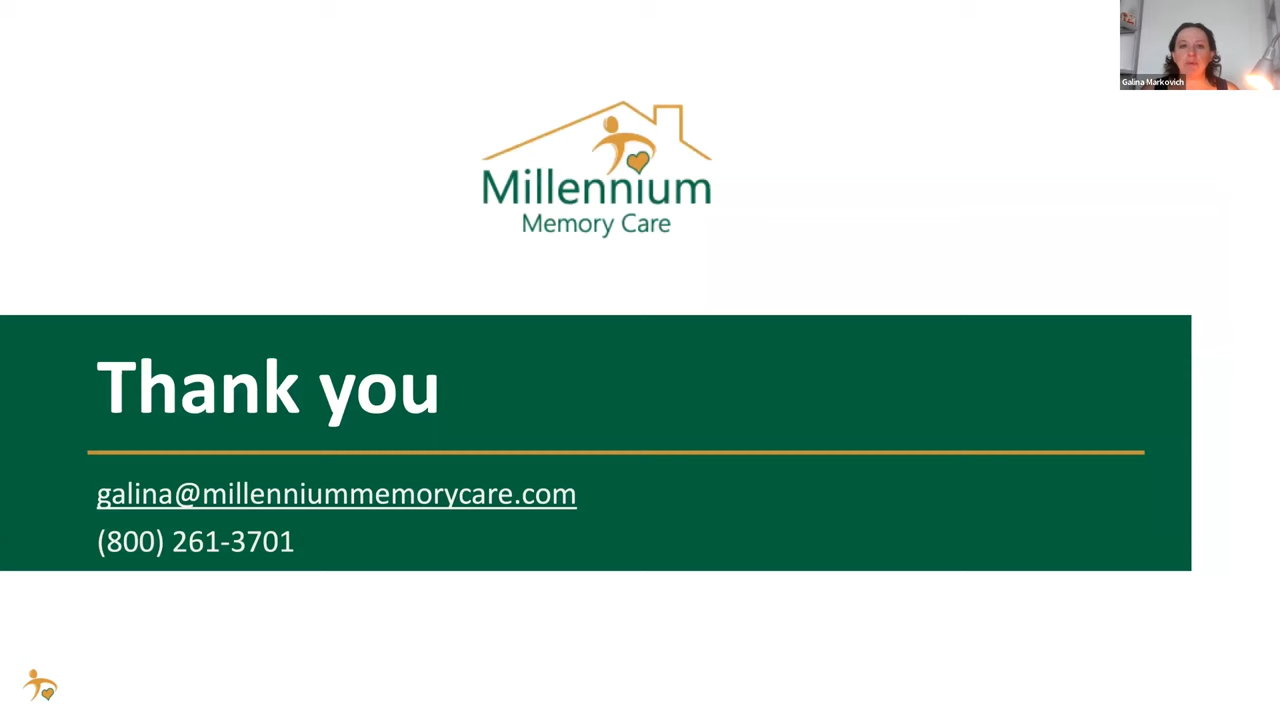 Galina Markovich
Millennium
Memory Care
Thank you
galina@millenniummemorycare.com
(800) 261-3701